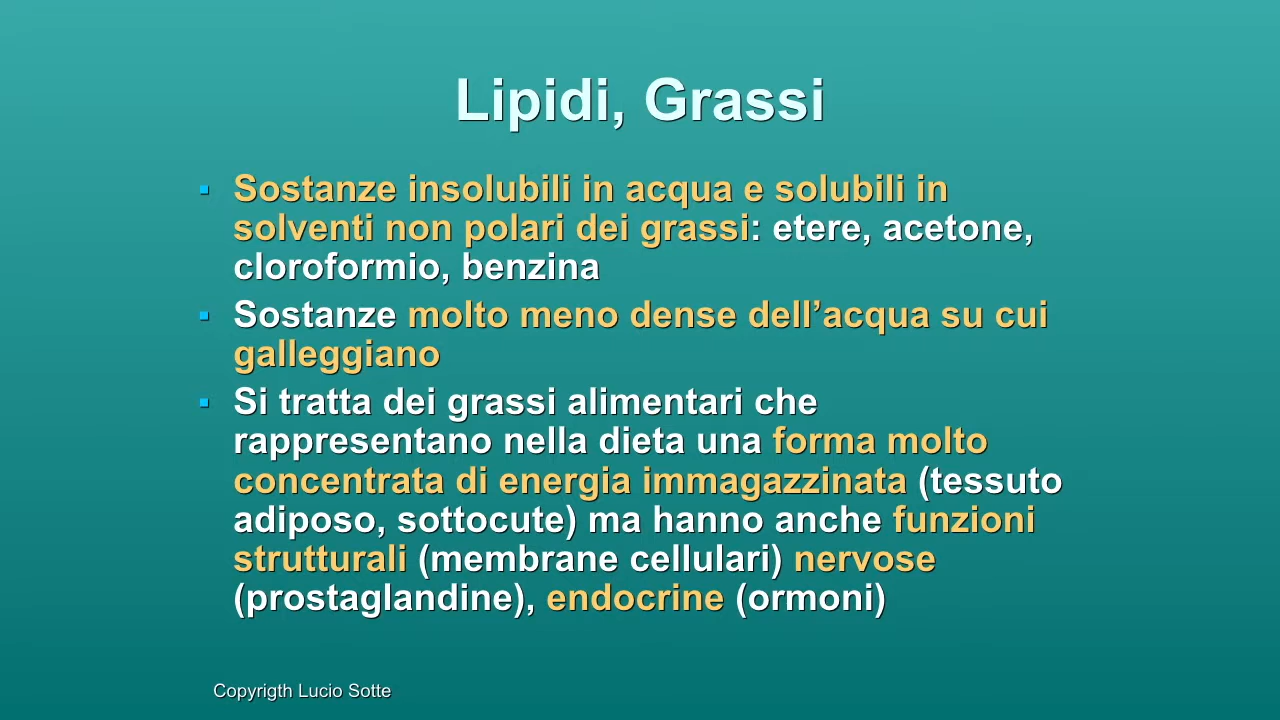 Lipidi, Grassi
▪ Sostanze insolubili in acqua e solubili in
solventi non polari dei grassi: etere, acetone,
cloroformio, benzina
▪ Sostanze molto meno dense dell’acqua su cui
galleggiano
▪ Si tratta dei grassi alimentari che
rappresentano nella dieta una forma molto
concentrata di energia immagazzinata (tessuto
adiposo, sottocute) ma hanno anche funzioni
strutturali (membrane cellulari) nervose
(prostaglandine), endocrine (ormoni)
Copyrigth Lucio Sotte